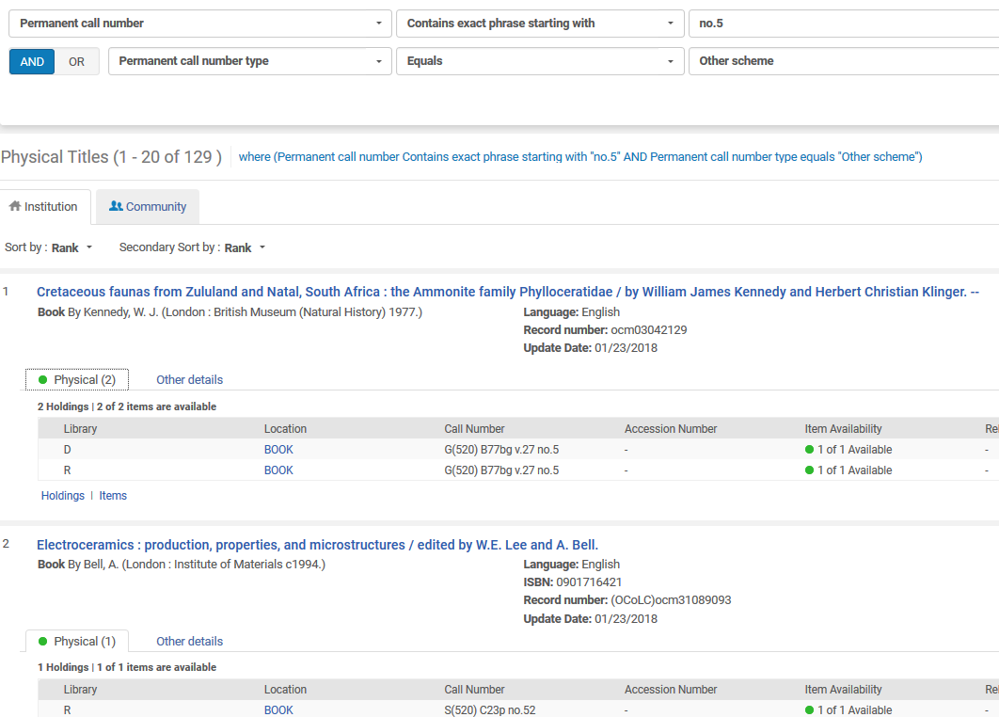 Permanent call number Contains exact phrase starting with no.5
AND OR Permanent call number type Equals Other scheme
Physical Titles (1 - 20 of 129 ) where (Permanent call number Contains exact phrase starting with "no.5" AND Permanent call number type equals "Other scheme")
Institution Community
Sort by : Rank Secondary Sort by : Rank
1 Cretaceous faunas from Zululand and Natal, South Africa : the Ammonite family Phylloceratidae / by William James Kennedy and Herbert Christian Klinger. --
Book By Kennedy, W. J. (London : British Museum (Natural History) 1977.) Language: English
Record number: ocm03042129
Update Date: 01/23/2018
Physical (2) Other details
2 Holdings | 2 of 2 items are available
Library Location Call Number Accession Number Item Availability
D BOOK G(520) B77bg v.27 no.5 - 1 of 1 Available -
R BOOK G(520) B77bg v.27 no.5 - 1 of 1 Available -
Holdings | Items
2 Electroceramics : production, properties, and microstructures / edited by W.E. Lee and A. Bell.
Book By Bell, A. (London : Institute of Materials c1994.) Language: English
ISBN: 0901716421
Record number: (OCoLC)ocm31089093
Update Date: 01/23/2018
Physical (1) Other details
1 Holdings | 1 of 1 items are available
Library Location Call Number Accession Number Item Availability
R BOOK S(520) C23p no.52 - 1 of 1 Available -